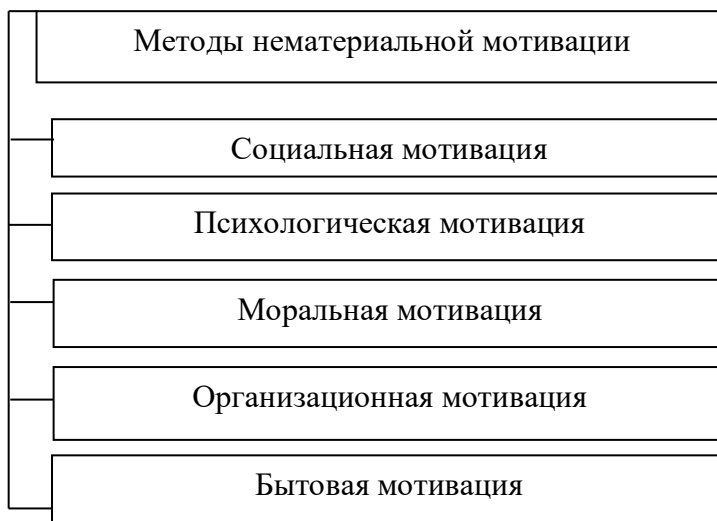 Методы нематериальной мотивации
Социальная мотивация
Психологическая мотивация
Моральная мотивация
Организационная мотивация
Бытовая мотивация